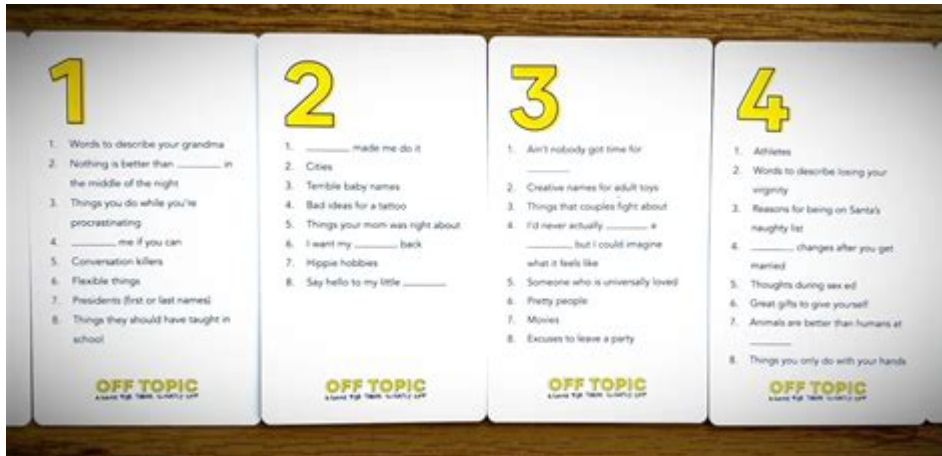 1
1. Words to describe your grandma
2. Nothing is better than ________ in
the middle of the night
3. Things you do while you're
procrastinating
4. ________ me if you can
5. Conversation killers
6. Flexible things
7. Presidents (first or last names)
8. Things they should have taught in
school
OFF TOPIC
2
1. ________ made me do it
2. Cities
3. Terrible baby names
4. Bad ideas for a tattoo
5. Things your mom was right about
6. I want my ________ back
7. Hippie hobbies
8. Say hello to my little ________
OFF TOPIC
3
1. Ain't nobody got time for
________
2. Creative names for adult toys
3. Things that couples fight about
4. I'd never actually ________ a
________, but I could imagine
what it feels like
5. Someone who is universally loved
6. Pretty people
7. Movies
8. Excuses to leave a party
OFF TOPIC
4
1. Athletes
2. Words to describe losing your
virginity
3. Reasons for being on Santa's
naughty list
4. ________ changes after you get
married
5. Thoughts during sex ed
6. Great gifts to give yourself
7. Animals are better than humans at
________
8. Things you only do with your hands
OFF TOPIC